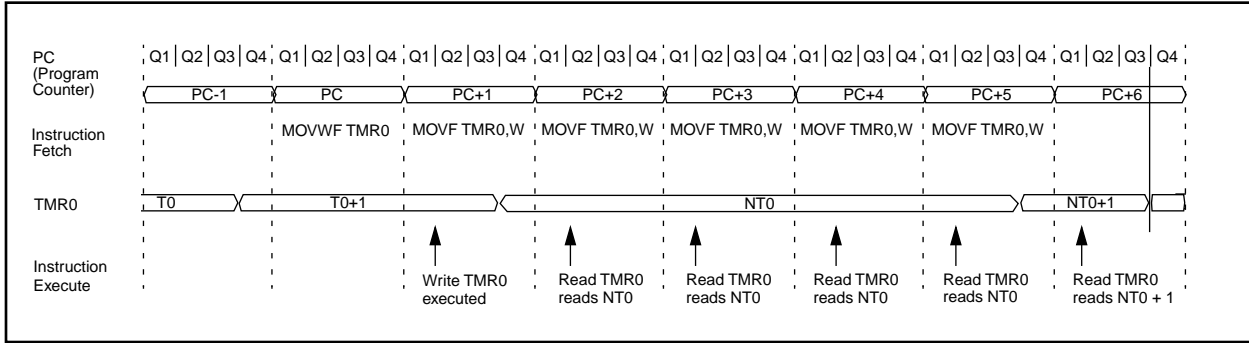 PC
(Program
Counter)
Q1 Q2 Q3 Q4 Q1 Q2 Q3 Q4 Q1 Q2 Q3 Q4 Q1 Q2 Q3 Q4 Q1 Q2 Q3 Q4 Q1 Q2 Q3 Q4 Q1 Q2 Q3 Q4 Q1 Q2 Q3 Q4
PC-1 PC PC+1 PC+2 PC+3 PC+4 PC+5 PC+6
Instruction
Fetch
MOVWF TMR0 MOVF TMR0,W MOVF TMR0,W MOVF TMR0,W MOVF TMR0,W MOVF TMR0,W
TMR0
T0 T0+1 NT0 NT0+1
Instruction
Execute
Write TMR0
executed
Read TMR0
reads NT0
Read TMR0
reads NT0
Read TMR0
reads NT0
Read TMR0
reads NT0
Read TMR0
reads NT0 + 1